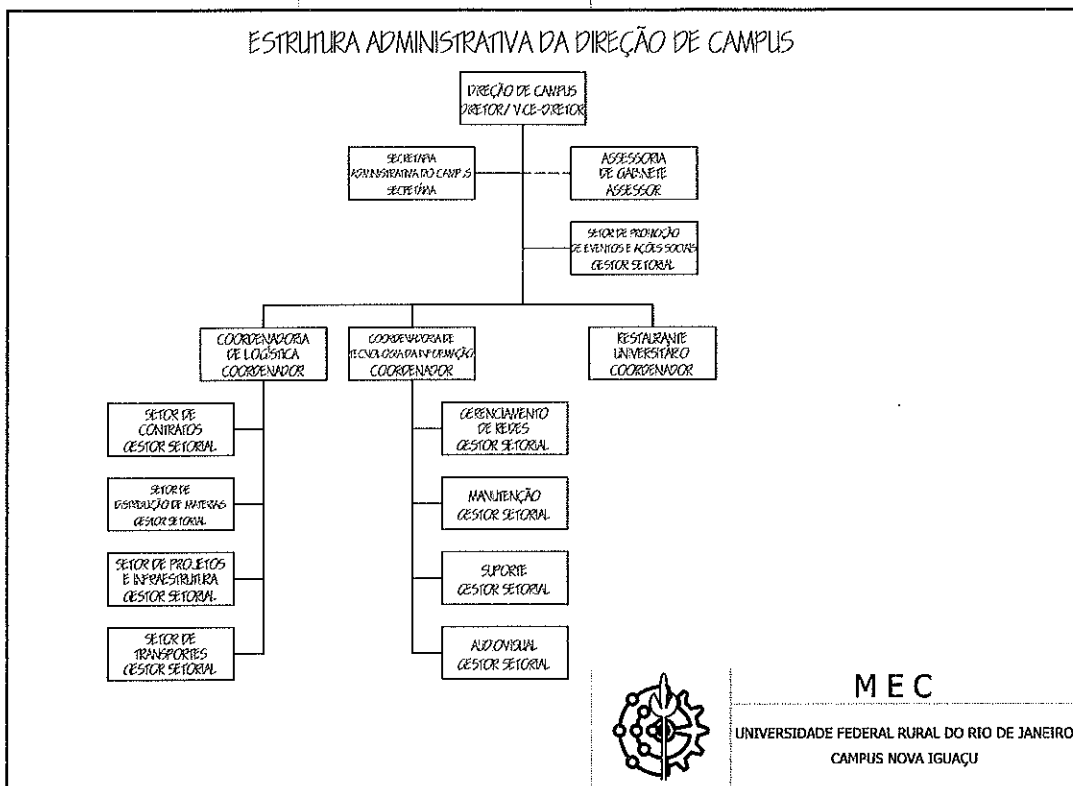 ESTRUTURA ADMINISTRATIVA DA DIREÇÃO DE CAMPUS
DIREÇÃO DE CAMPUS
DIRETOR / VICE-DIRETOR
SECRETARIA
ADMINISTRATIVA DO CAMPUS
SECRETÁRIA
ASSESSORIA
DE GABINETE
ASSESSOR
SETOR DE PROMOÇÃO
DE EVENTOS E AÇÕES SOCIAIS
GESTOR SETORIAL
COORDENADORIA
DE LOGÍSTICA
COORDENADOR
COORDENADORIA DE
TECNOLOGIA DA INFORMAÇÃO
COORDENADOR
RESTAURANTE
UNIVERSITÁRIO
COORDENADOR
SETOR DE
CONTRATOS
GESTOR SETORIAL
SETOR DE
DISTRIBUIÇÃO DE MATERIAIS
GESTOR SETORIAL
SETOR DE PROJETOS
E INFRAESTRUTURA
GESTOR SETORIAL
SETOR DE
TRANSPORTES
GESTOR SETORIAL
GERENCIAMENTO
DE REDES
GESTOR SETORIAL
MANUTENÇÃO
GESTOR SETORIAL
SUPORTE
GESTOR SETORIAL
AUDIOVISUAL
GESTOR SETORIAL
MEC
UNIVERSIDADE FEDERAL RURAL DO RIO DE JANEIRO
CAMPUS NOVA IGUAÇU